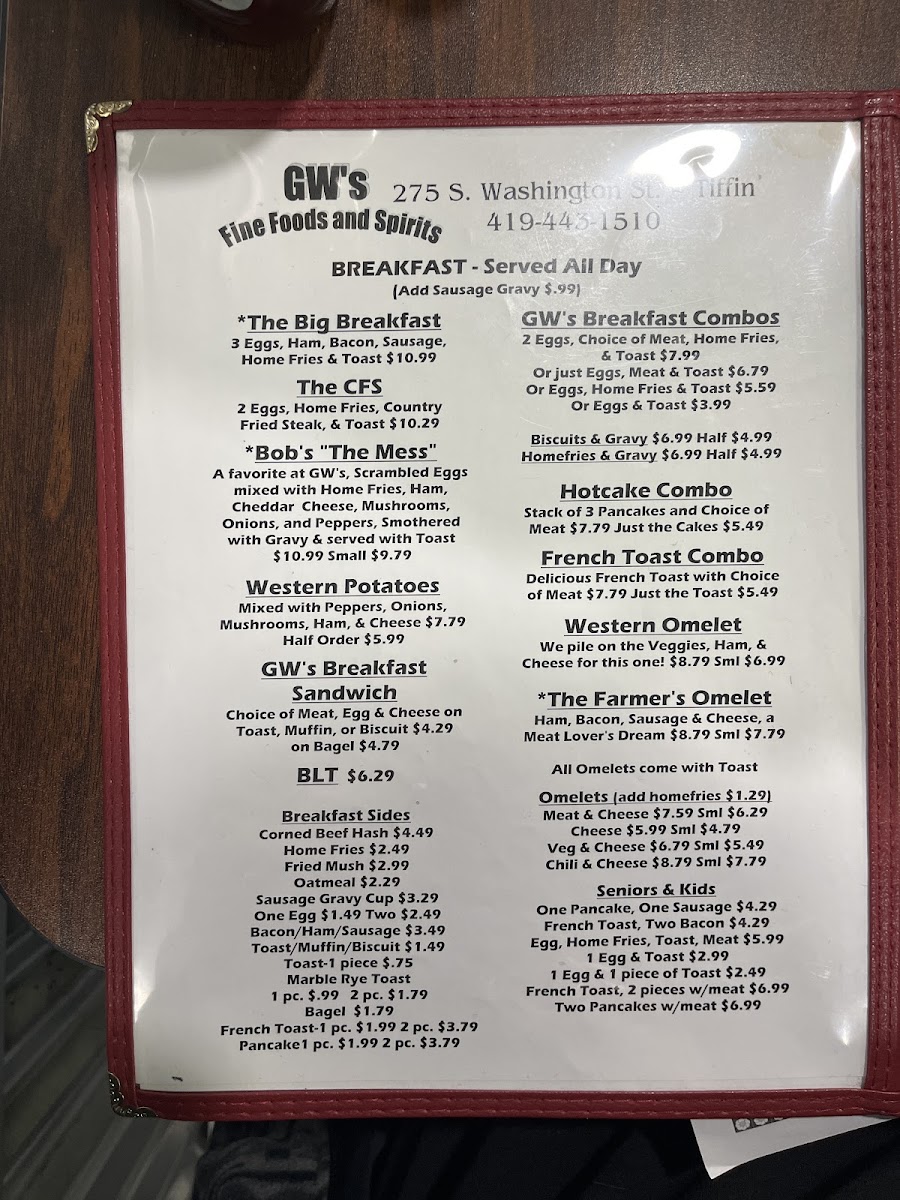 GW's
Fine Foods and Spirits
275 S. Washington St. Tiffin
419-443-1510
BREAKFAST - Served All Day
(Add Sausage Gravy $.99)
*The Big Breakfast
3 Eggs, Ham, Bacon, Sausage,
Home Fries & Toast $10.99
The CFS
2 Eggs, Home Fries, Country
Fried Steak, & Toast $10.29
*Bob's "The Mess"
A favorite at GW's, Scrambled Eggs
mixed with Home Fries, Ham,
Cheddar Cheese, Mushrooms,
Onions, and Peppers, Smothered
with Gravy & served with Toast
$10.99 Small $9.79
Western Potatoes
Mixed with Peppers, Onions,
Mushrooms, Ham, & Cheese $7.79
Half Order $5.99
GW's Breakfast
Sandwich
Choice of Meat, Egg & Cheese on
Toast, Muffin, or Biscuit $4.29
on Bagel $4.79
BLT $6.29
Breakfast Sides
Corned Beef Hash $4.49
Home Fries $2.49
Fried Mush $2.99
Oatmeal $2.29
Sausage Gravy Cup $3.29
One Egg $1.49 Two $2.49
Bacon/Ham/Sausage $3.49
Toast/Muffin/Biscuit $1.49
Toast-1 piece $.75
Marble Rye Toast
1 pc. $.99 2 pc. $1.79
Bagel $1.79
French Toast-1 pc. $1.99 2 pc. $3.79
Pancake1 pc. $1.99 2 pc. $3.79
GW's Breakfast Combos
2 Eggs, Choice of Meat, Home Fries,
& Toast $7.99
Or just Eggs, Meat & Toast $6.79
Or Eggs, Home Fries & Toast $5.59
Or Eggs & Toast $3.99
Biscuits & Gravy $6.99 Half $4.99
Homefries & Gravy $6.99 Half $4.99
Hotcake Combo
Stack of 3 Pancakes and Choice of
Meat $7.79 Just the Cakes $5.49
French Toast Combo
Delicious French Toast with Choice
of Meat $7.79 Just the Toast $5.49
Western Omelet
We pile on the Veggies, Ham, &
Cheese for this one! $8.79 Sml $6.99
*The Farmer's Omelet
Ham, Bacon, Sausage & Cheese, a
Meat Lover's Dream $8.79 Sml $7.79
All Omelets come with Toast
Omelets (add homefries $1.29)
Meat & Cheese $7.59 Sml $6.29
Cheese $5.99 Sml $4.79
Veg & Cheese $6.79 Sml $5.49
Chili & Cheese $8.79 Sml $7.79
Seniors & Kids
One Pancake, One Sausage $4.29
French Toast, Two Bacon $4.29
Egg, Home Fries, Toast, Meat $5.99
1 Egg & Toast $2.99
1 Egg & 1 piece of Toast $2.49
French Toast, 2 pieces w/meat $6.99
Two Pancakes w/meat $6.99